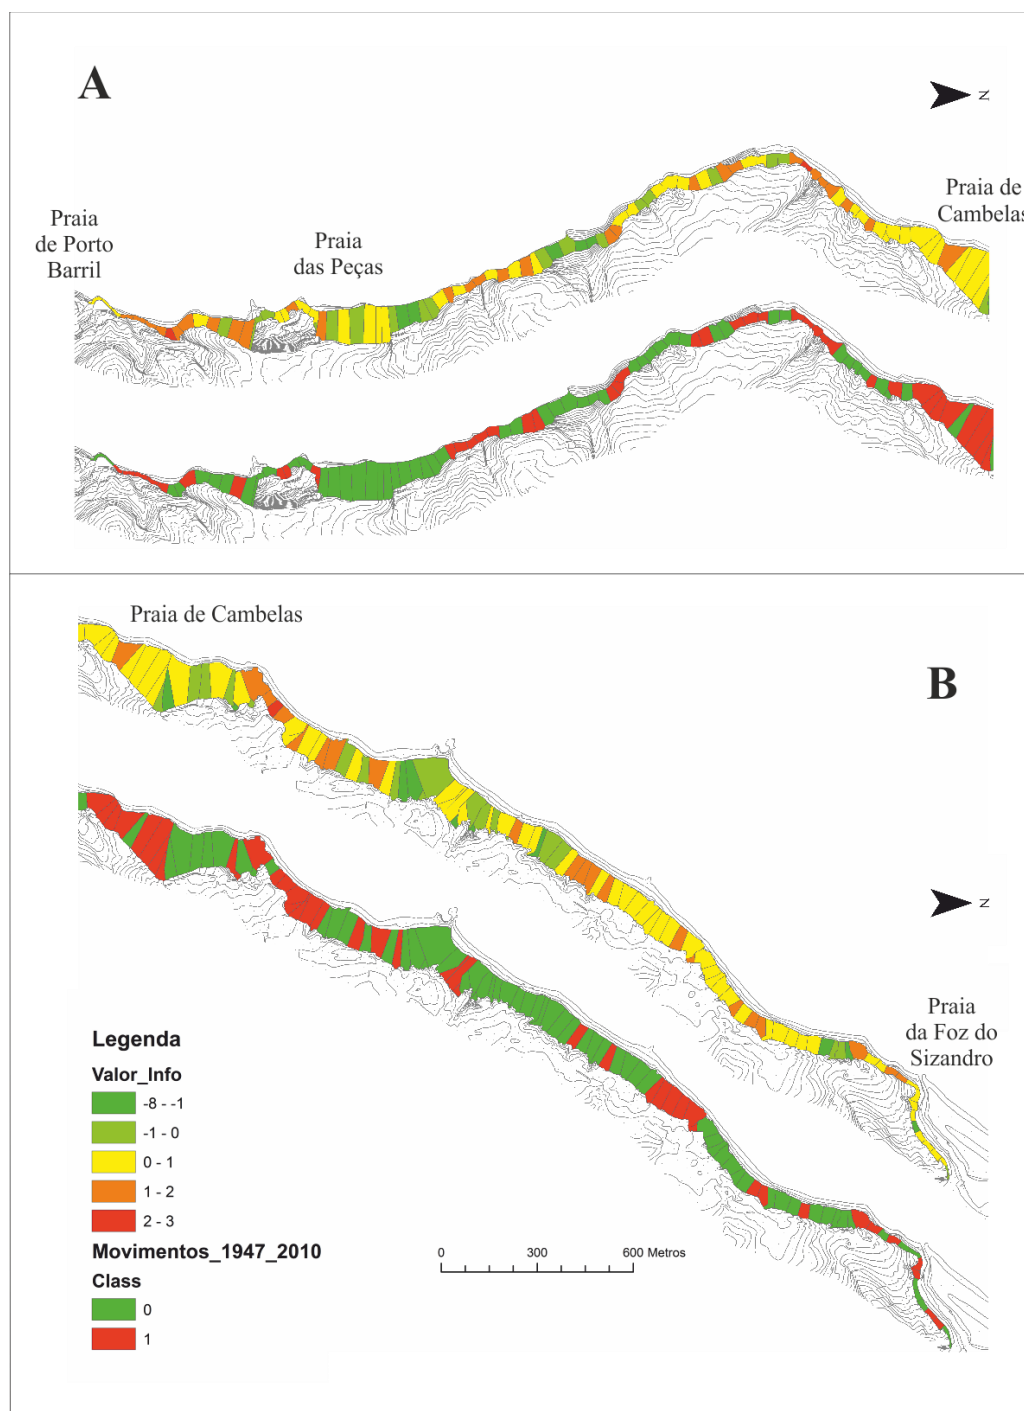 A
N
Praia de
Cambelas
Praia
de Porto
Barril
Praia
das Peças
Praia de Cambelas
B
N
Praia
da Foz do
Sizandro
Legenda
Valor_Info
-8 - -1
-1 - 0
0 - 1
1 - 2
2 - 3
Movimentos_1947_2010
Class
0
1
0 300 600 Metros